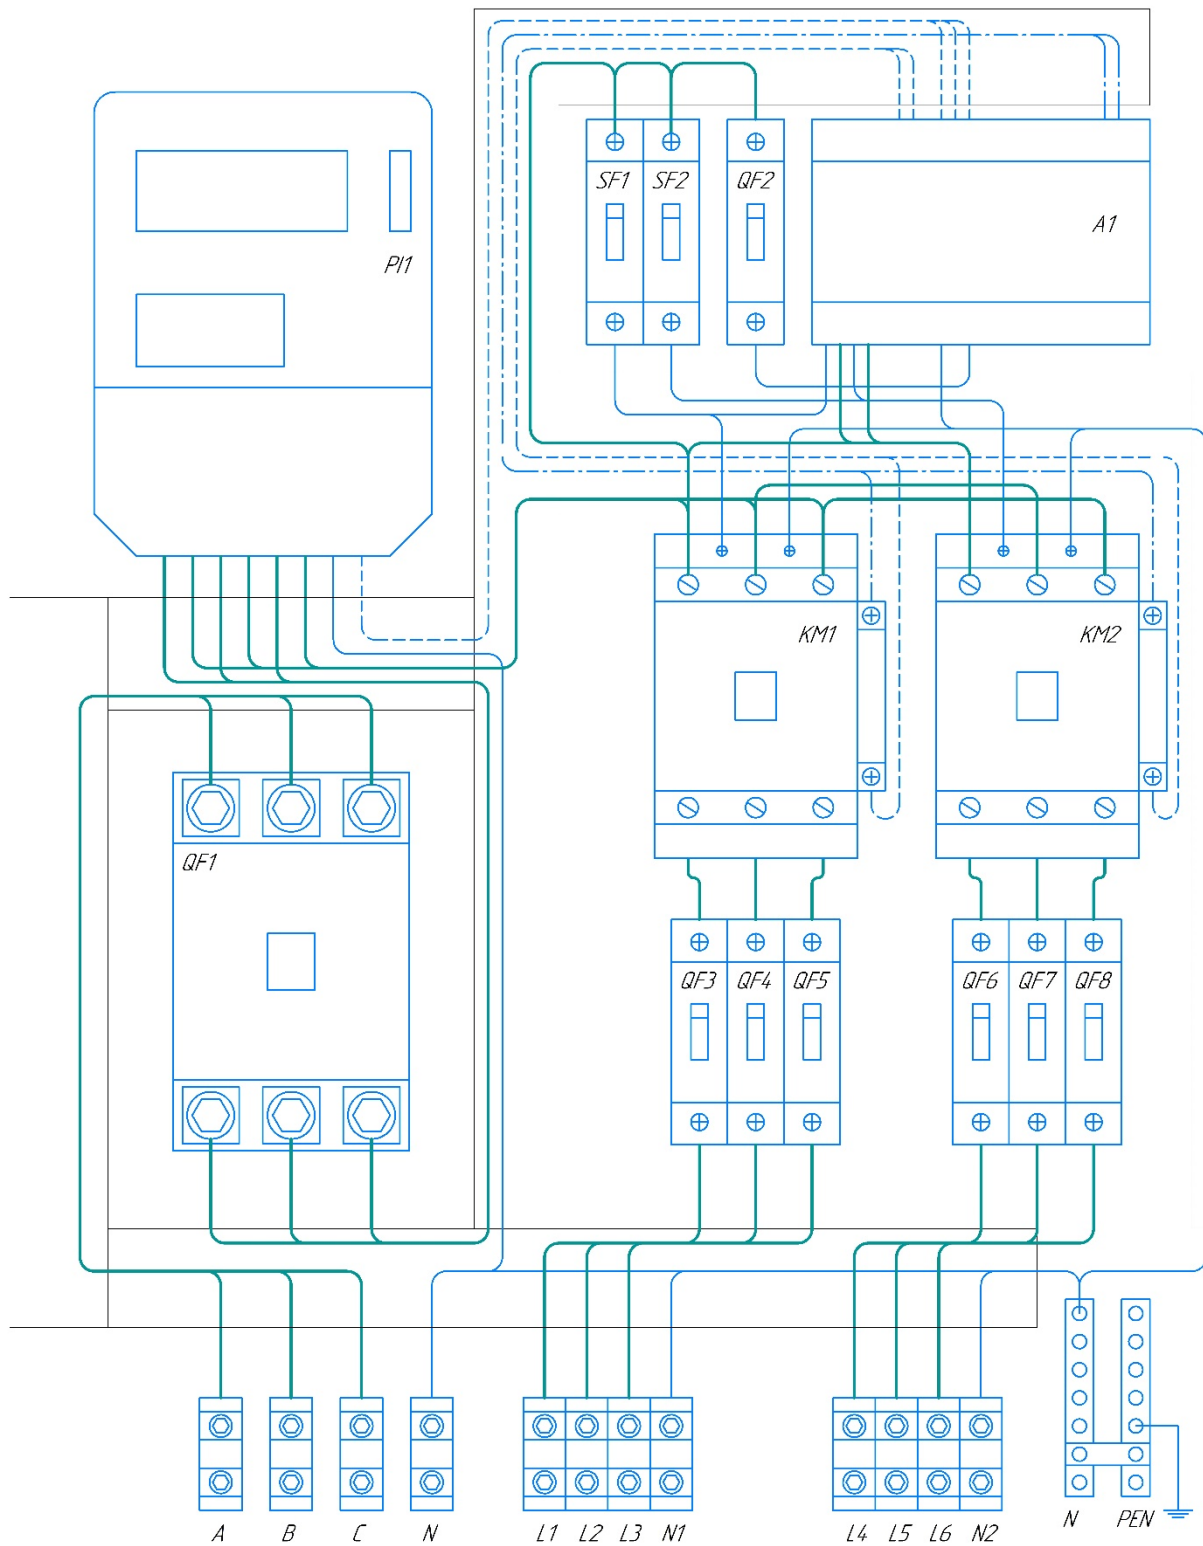 SF1 SF2 QF2
A1
PI1
KM1 KM2
QF1
QF3 QF4 QF5 QF6 QF7 QF8
A B C N L1 L2 L3 N1 L4 L5 L6 N2 N PEN